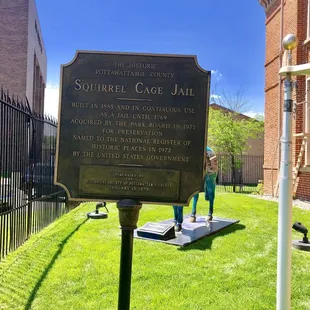 THE HISTORIC
POTTAWATTAMIE COUNTY
SQUIRREL CAGE JAIL
BUILT IN 1885 AND IN CONTINUOUS USE
AS JAIL UNTIL 1969
ACQUIRED BY THE PARK BOARD IN 1971
FOR PRESERVATION
NAMED TO THE NATIONAL REGISTER OF
HISTORIC PLACES IN 1972
BY THE UNITED STATES GOVERNMENT